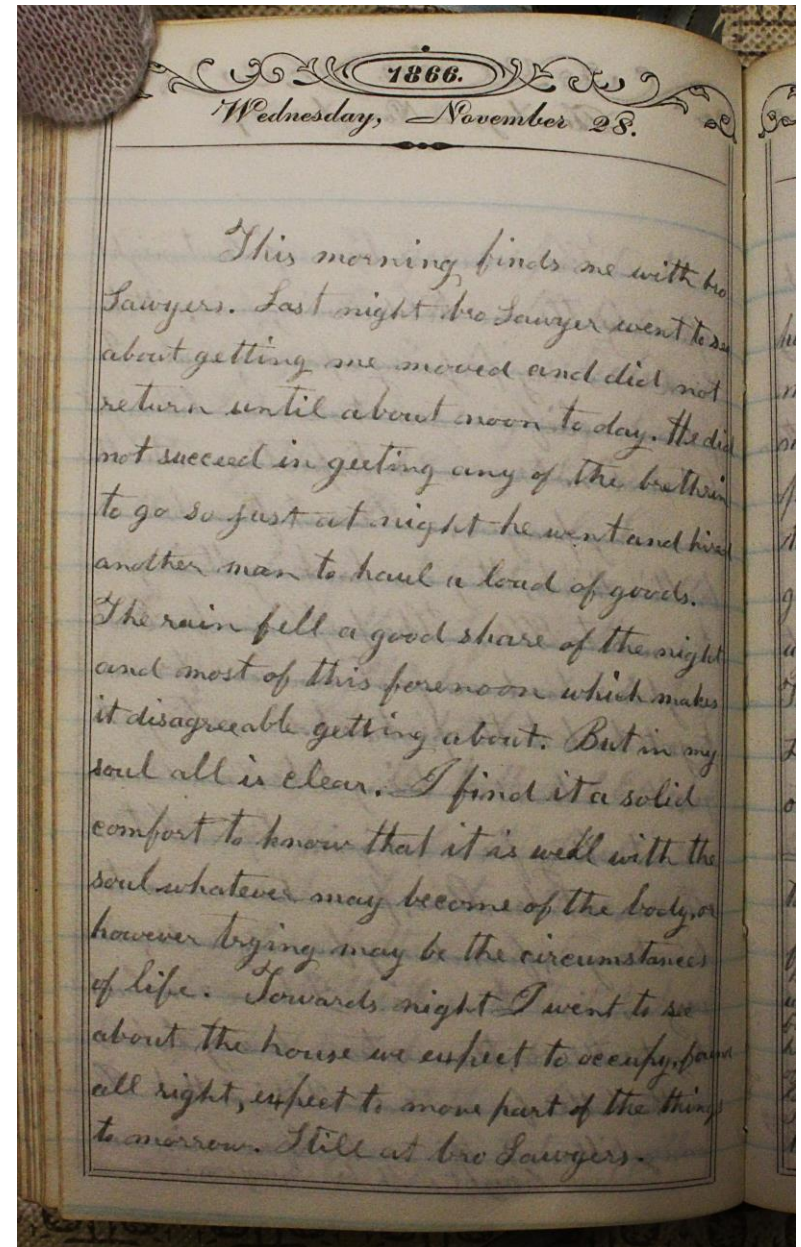 1866.
Wednesday, November 28.
This morning finds me with bro
Sawyers. Last night bro Sawyer went to see
about getting me moved and did not
return until about noon to day. He did
not succeed in geeting any of the brethrin
to go so just at night he went and hired
another man to haul a load of goods.
The rain fell a good share of the night
and most of this forenoon which makes
it disagreeable getting about. But in my
soul all is clear. I find it a solid
comfort to know that it is well with the
soul whatever may become of the body, or
however trying may be the circumstances
of life. Towards night I went to see
about the house we expect to occupy, found
all right, expect to move part of the things
to morrow. Still at bro Sawyers.